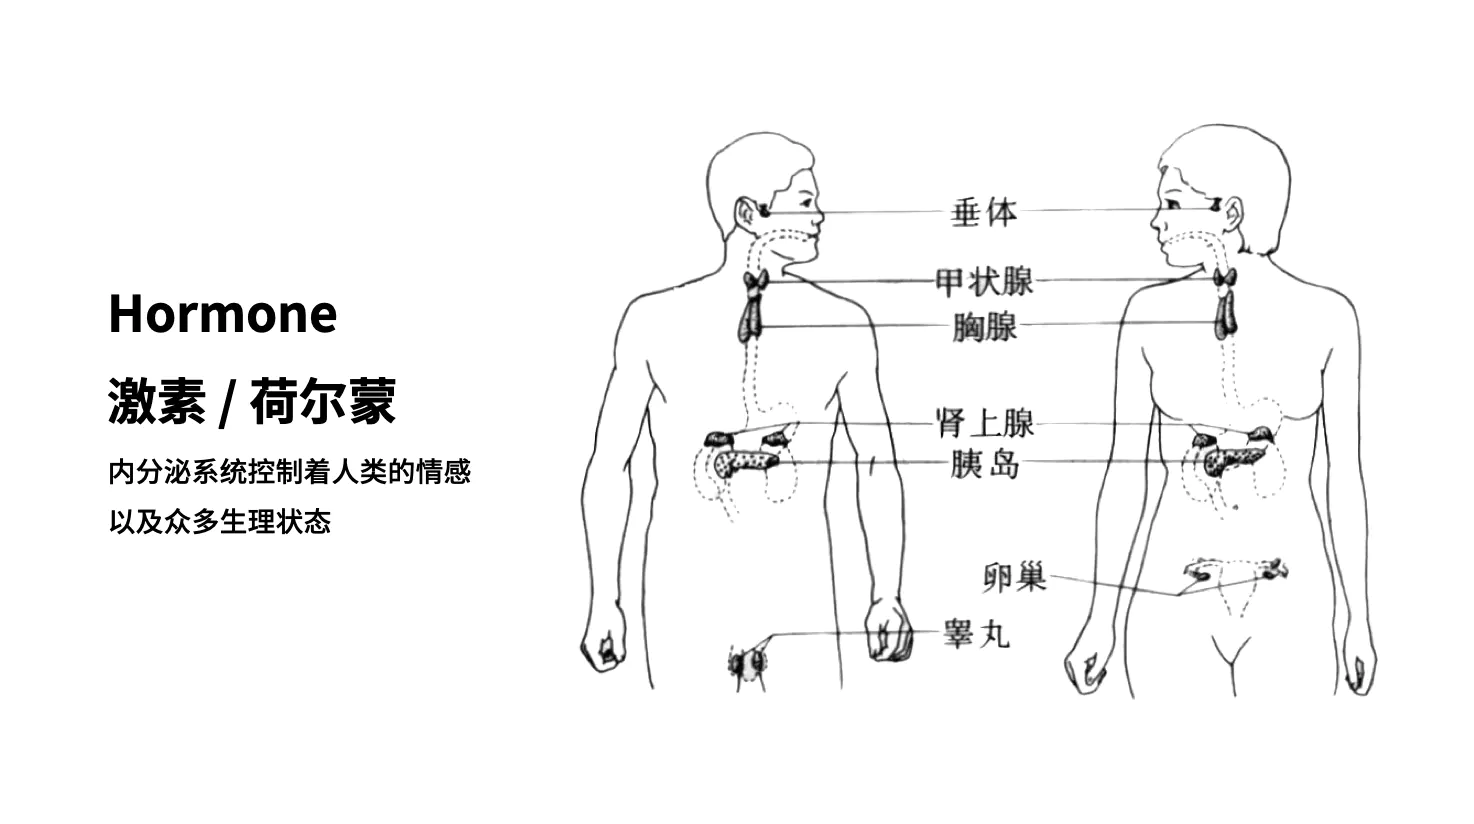 Hormone
激素 / 荷尔蒙
内分泌系统控制着人类的情感
以及众多生理状态
垂体
甲状腺
胸腺
肾上腺
胰岛
卵巢
睾丸